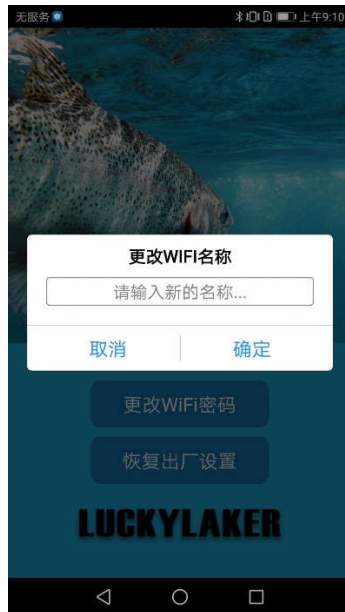 无服务
上午9:10
更改WIFI名称
请输入新的名称...
取消
确定
更改WiFi密码
恢复出厂设置
LUCKYLAKER